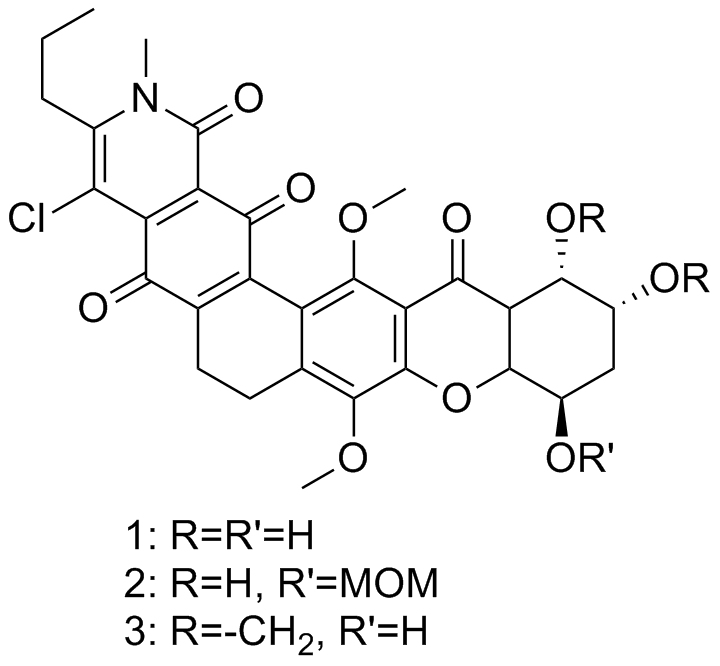 N
O
O
Cl
O
O
O
OR
OR
O
O
OR'
1: R=R'=H
2: R=H, R'=MOM
3: R=-CH₂, R'=H